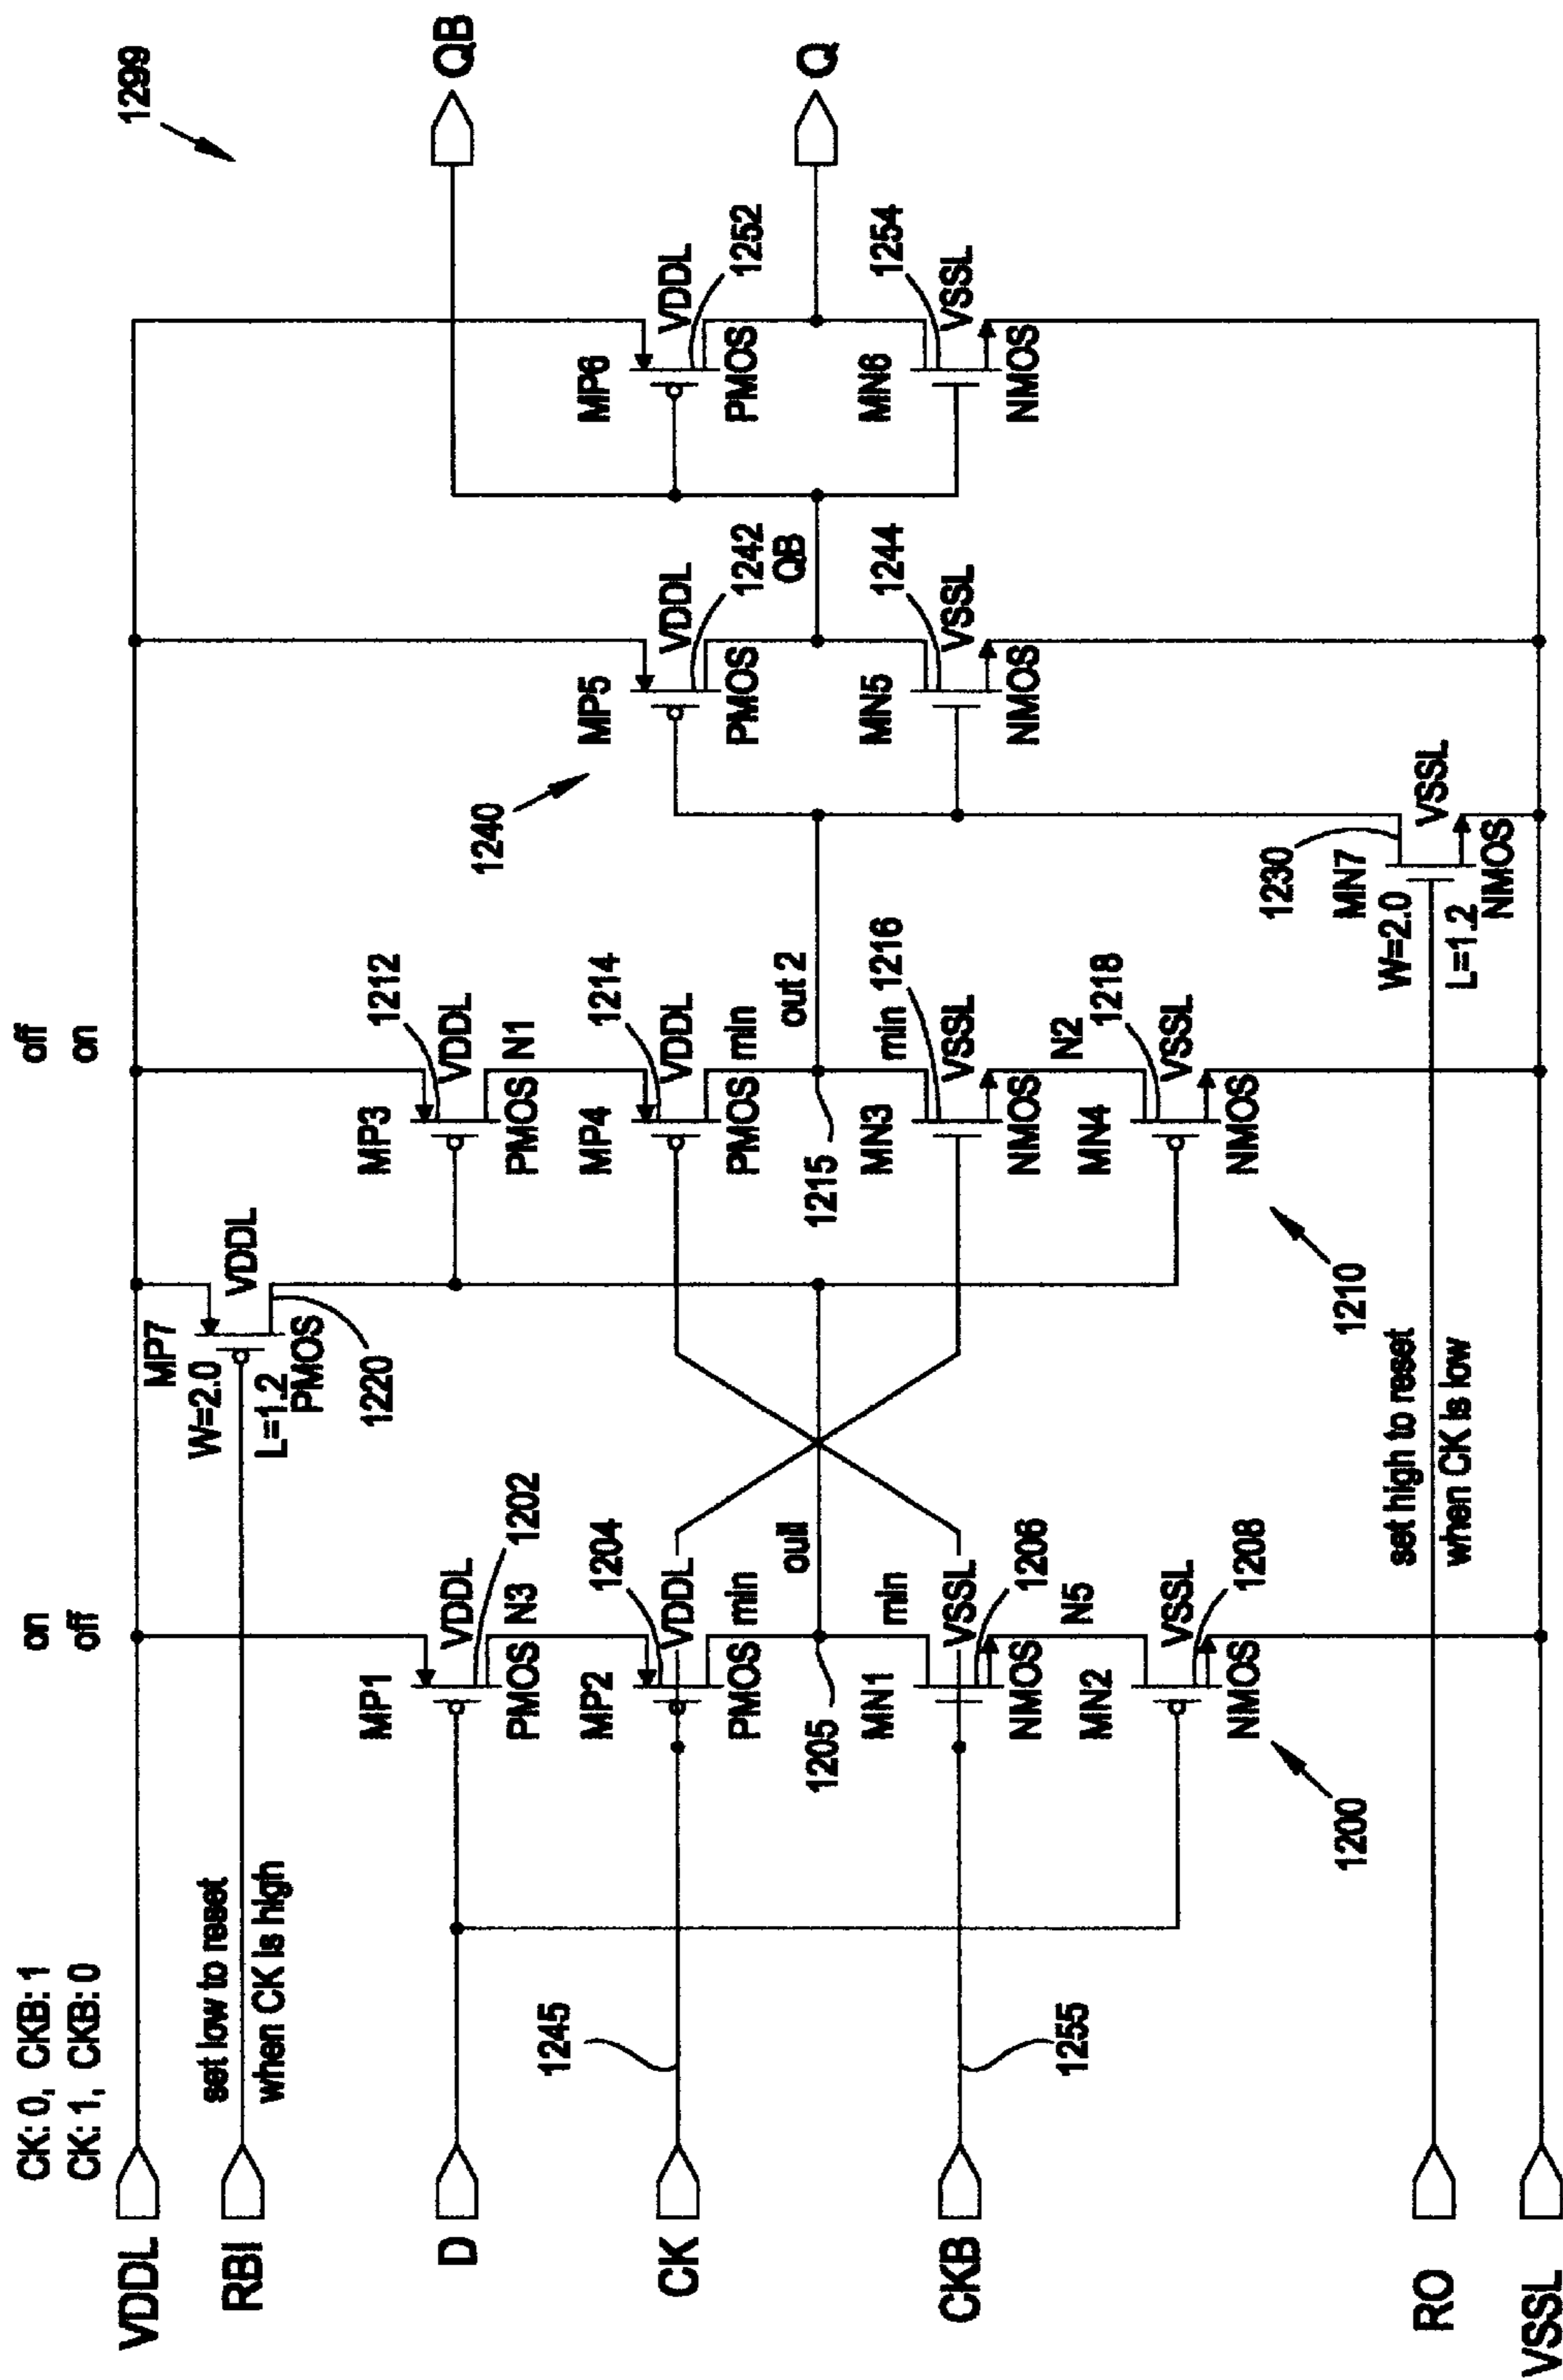 CK: 0, CKB: 1
CK: 1, CKB: 0
on
off
off
on
1299
VDDL
RBI
set low to reset
when CK is high
D
CK
CKB
RO
VSSL
1245
1255
set high to reset
when CK is low
MP1
VDDL
PMOS
N3
1202
MP2
VDDL
PMOS
min
1204
1205
MN1
min
VSSL
NMOS
N5
1206
MN2
VSSL
NMOS
1208
1200
MP7
W=2.0
VDDL
L=1.2
PMOS
1220
MP3
VDDL
PMOS
N1
1212
MP4
VDDL
PMOS
min
1214
out 2
1215
MN3
min
1216
VSSL
NMOS
N2
MN4
1218
VSSL
NMOS
1210
1240
MP5
VDDL
PMOS
1242
QB
MN5
1244
VSSL
NMOS
1230
MN7
W=2.0
VSSL
L=1.2
NMOS
MP6
VDDL
PMOS
1252
MN6
1254
VSSL
NMOS
QB
Q